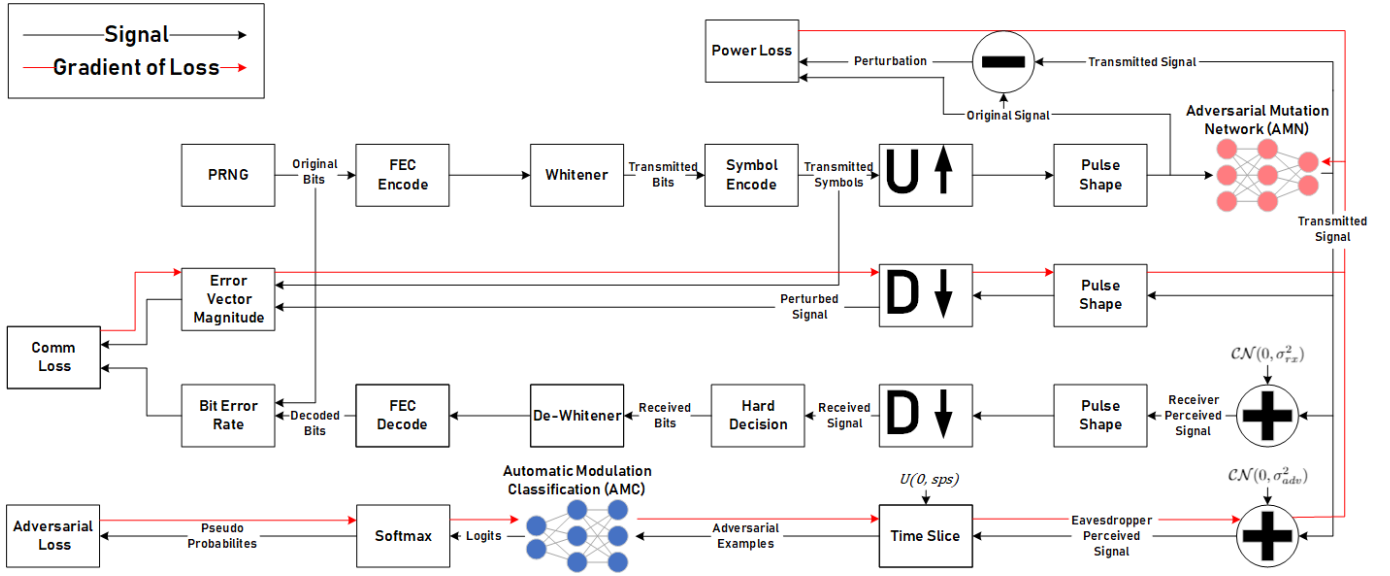 Signal
Gradient of Loss
Power Loss
Perturbation
Transmitted Signal
Original Signal
Adversarial Mutation
Network (AMN)
PRNG
Original
Bits
FEC
Encode
Whitener
Transmitted
Bits
Symbol
Encode
Transmitted
Symbols
U
Pulse
Shape
Transmitted
Signal
Error
Vector
Magnitude
Perturbed
Signal
D
Pulse
Shape
Comm
Loss
CN(0, σ²_rx)
Bit Error
Rate
Decoded
Bits
FEC
Decode
De-Whitener
Received
Bits
Hard
Decision
Received
Signal
D
Pulse
Shape
Receiver
Perceived
Signal
Automatic Modulation
Classification (AMC)
U(0, sps)
CN(0, σ²_adv)
Adversarial
Loss
Pseudo
Probabilites
Softmax
Logits
Adversarial
Examples
Time Slice
Eavesdropper
Perceived
Signal